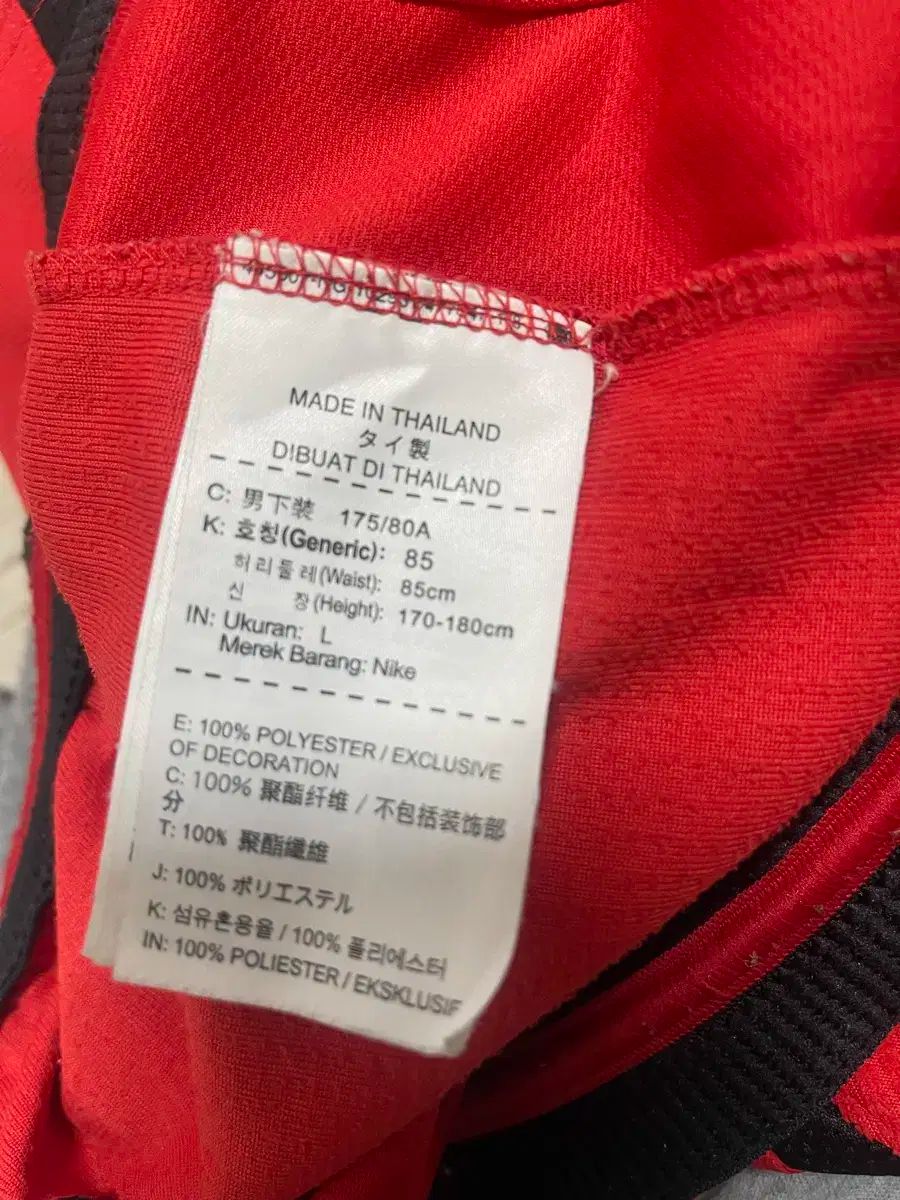 MADE IN THAILAND
タイ製
DIBUAT DI THAILAND
C: 男下装 175/80A
K: 호칭(Generic): 85
허리둘레(Waist): 85cm
신 장(Height): 170-180cm
IN: Ukuran: L
Merek Barang: Nike
E: 100% POLYESTER / EXCLUSIVE
OF DECORATION
C: 100% 聚酯纤维 / 不包括装饰部
分
T: 100% 聚酯纖維
J: 100% ポリエステル
K: 섬유혼용율 / 100% 폴리에스터
IN: 100% POLIESTER / EKSKLUSIF